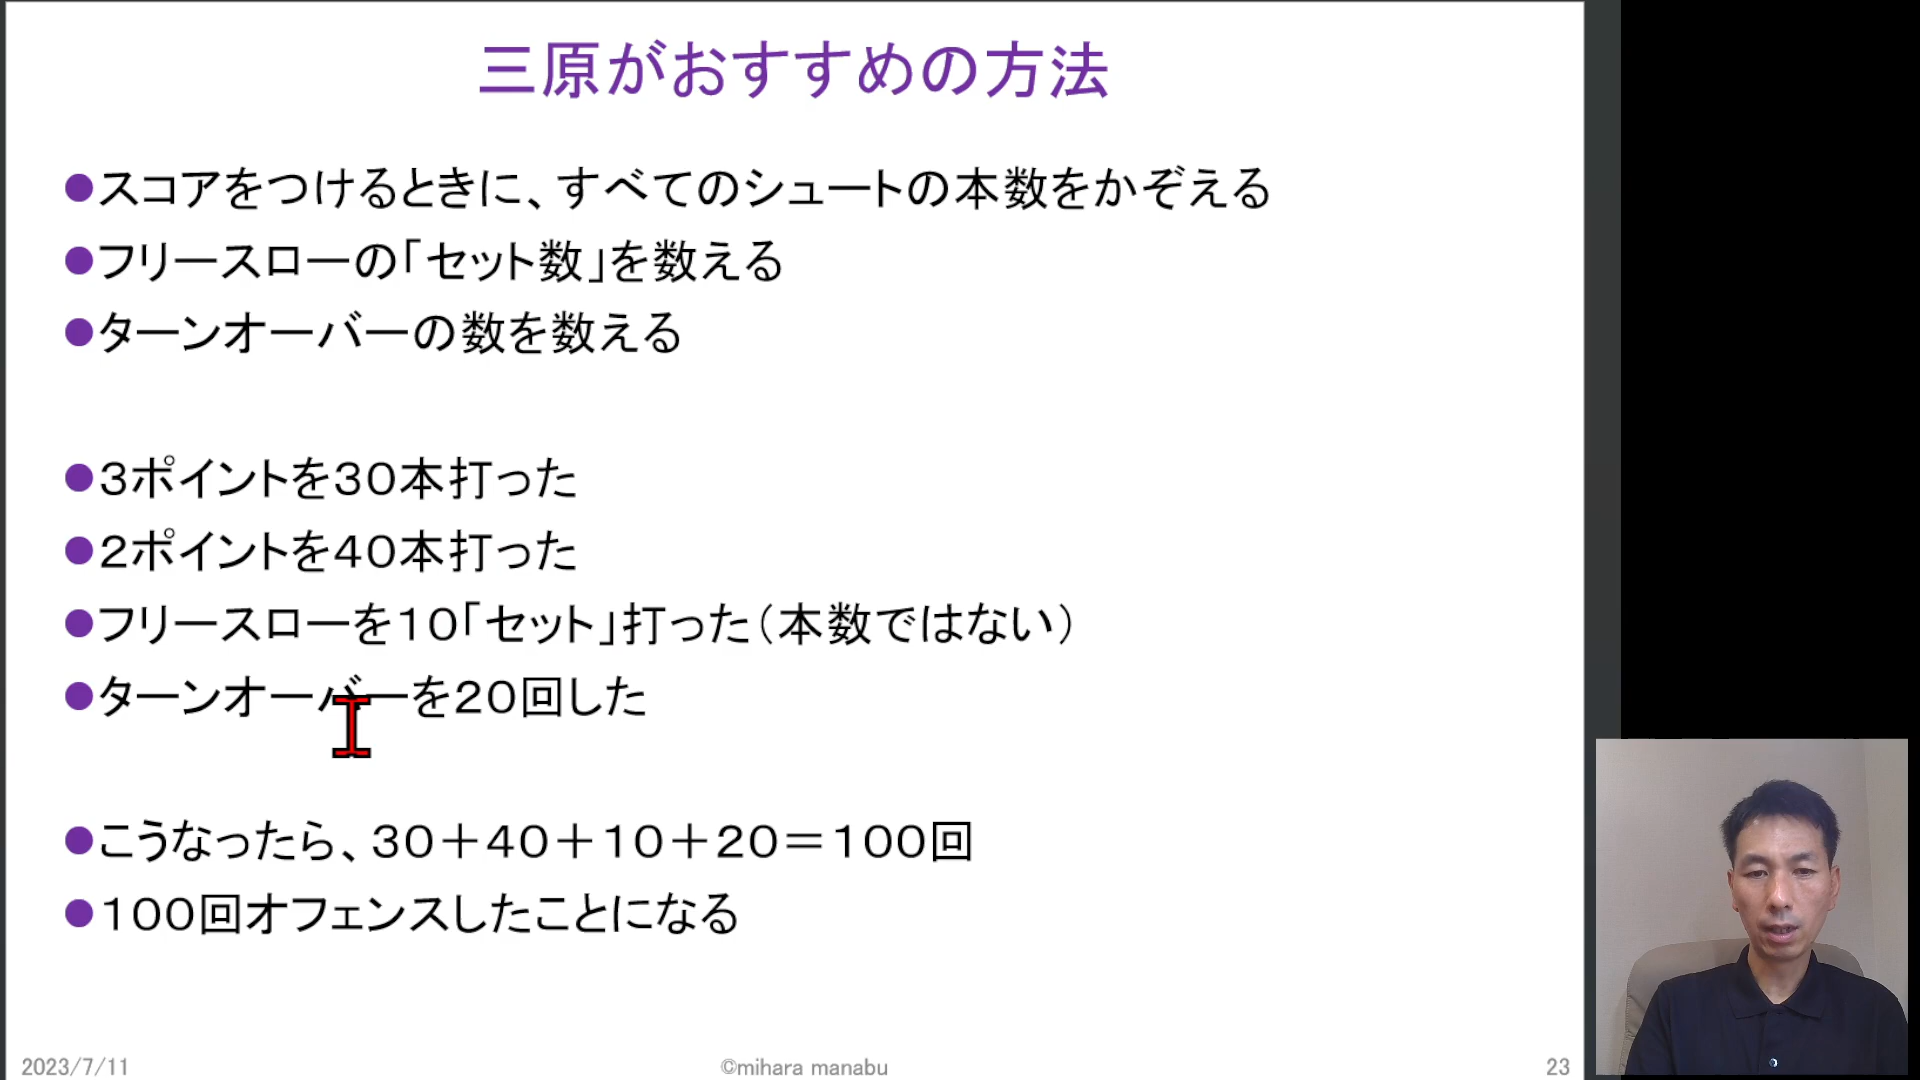 三原がおすすめの方法
●スコアをつけるときに、すべてのシュートの本数をかぞえる
●フリースローの「セット数」を数える
●ターンオーバーの数を数える
●3ポイントを30本打った
●2ポイントを40本打った
●フリースローを10「セット」打った(本数ではない)
●ターンオーバーを20回した
●こうなったら、30+40+10+20=100回
●100回オフェンスしたことになる
2023/7/11
©mihara manabu
23